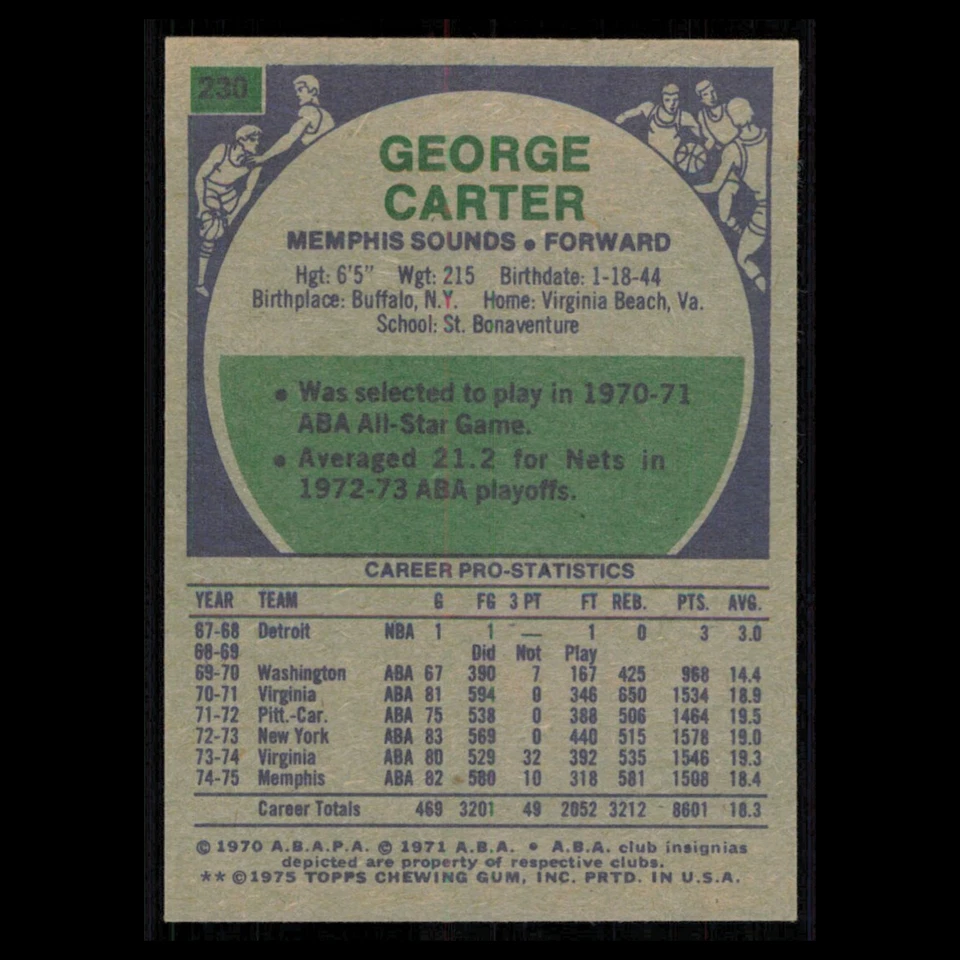 230
GEORGE
CARTER
MEMPHIS SOUNDS • FORWARD
Hgt: 6'5" Wgt: 215 Birthdate: 1-18-44
Birthplace: Buffalo, N.Y. Home: Virginia Beach, Va.
School: St. Bonaventure
• Was selected to play in 1970-71
ABA All-Star Game.
• Averaged 21.2 for Nets in
1972-73 ABA playoffs.
CAREER PRO-STATISTICS
YEAR TEAM G FG 3 PT FT REB. PTS. AVG.
67-68 Detroit NBA 1 1 — 1 0 3 3.0
68-69 Did Not Play
69-70 Washington ABA 67 390 7 167 425 968 14.4
70-71 Virginia ABA 81 594 0 346 650 1534 18.9
71-72 Pitt.-Car. ABA 75 538 0 388 506 1464 19.5
72-73 New York ABA 83 569 0 440 515 1578 19.0
73-74 Virginia ABA 80 529 32 392 535 1546 19.3
74-75 Memphis ABA 82 580 10 318 581 1508 18.4
Career Totals 469 3201 49 2052 3212 8601 18.3
© 1970 A.B.A.P.A. © 1971 A.B.A. • A.B.A. club insignias
depicted are property of respective clubs.
** © 1975 TOPPS CHEWING GUM, INC. PRTD. IN U.S.A.